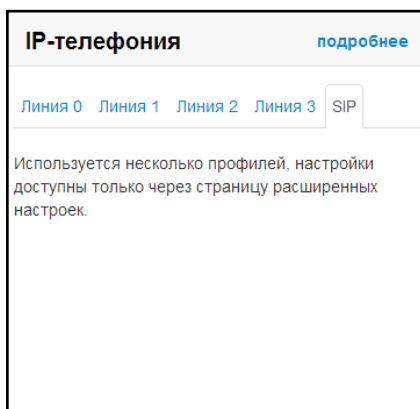 IP-телефония подробнее
Линия 0 Линия 1 Линия 2 Линия 3 SIP
Используется несколько профилей, настройки
доступны только через страницу расширенных
настроек.